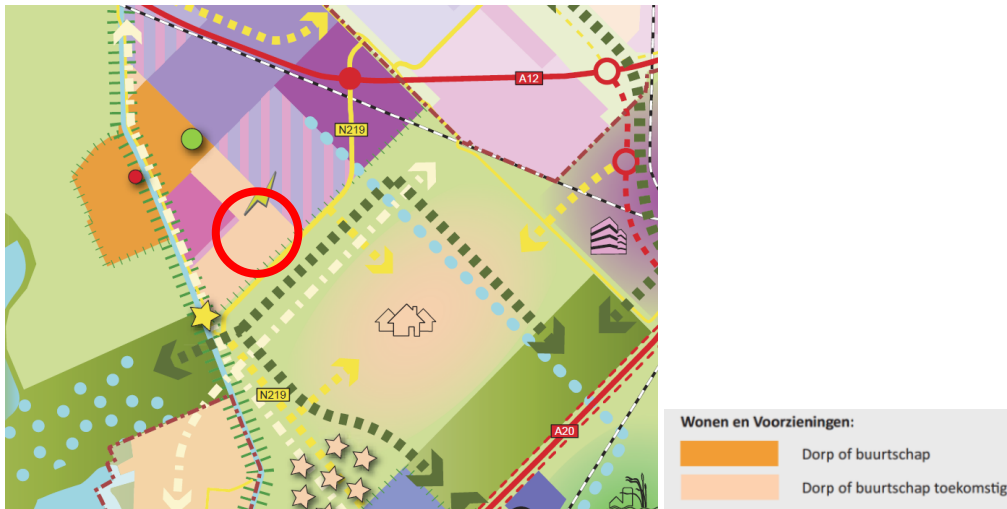 A12
N219
N219
A20
Wonen en Voorzieningen:
Dorp of buurtschap
Dorp of buurtschap toekomstig